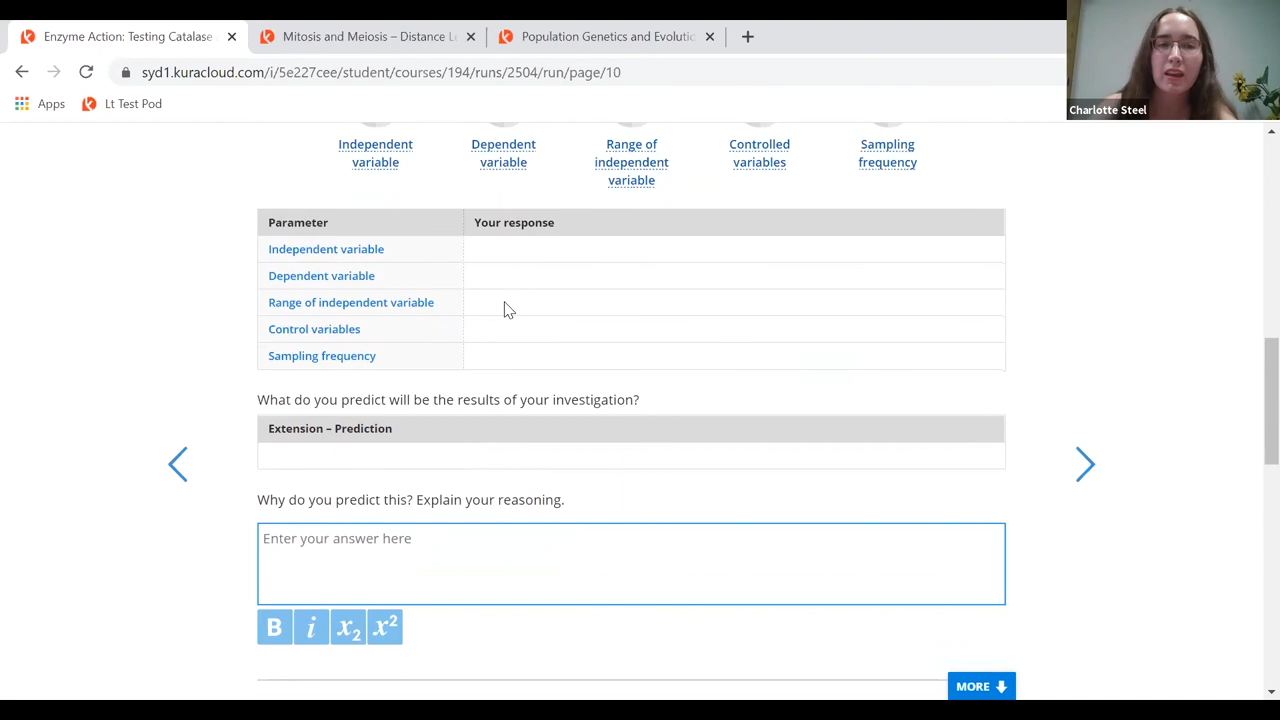 Enzyme Action: Testing Catalase
Mitosis and Meiosis – Distance Le
Population Genetics and Evolutio
syd1.kuracloud.com/i/5e227cee/student/courses/194/runs/2504/run/page/10
Apps
Lt Test Pod
Charlotte Steel
Independent
variable
Dependent
variable
Range of
independent
variable
Controlled
variables
Sampling
frequency
Parameter
Your response
Independent variable
Dependent variable
Range of independent variable
Control variables
Sampling frequency
What do you predict will be the results of your investigation?
Extension – Prediction
Why do you predict this? Explain your reasoning.
Enter your answer here
B i x₂ x²
MORE